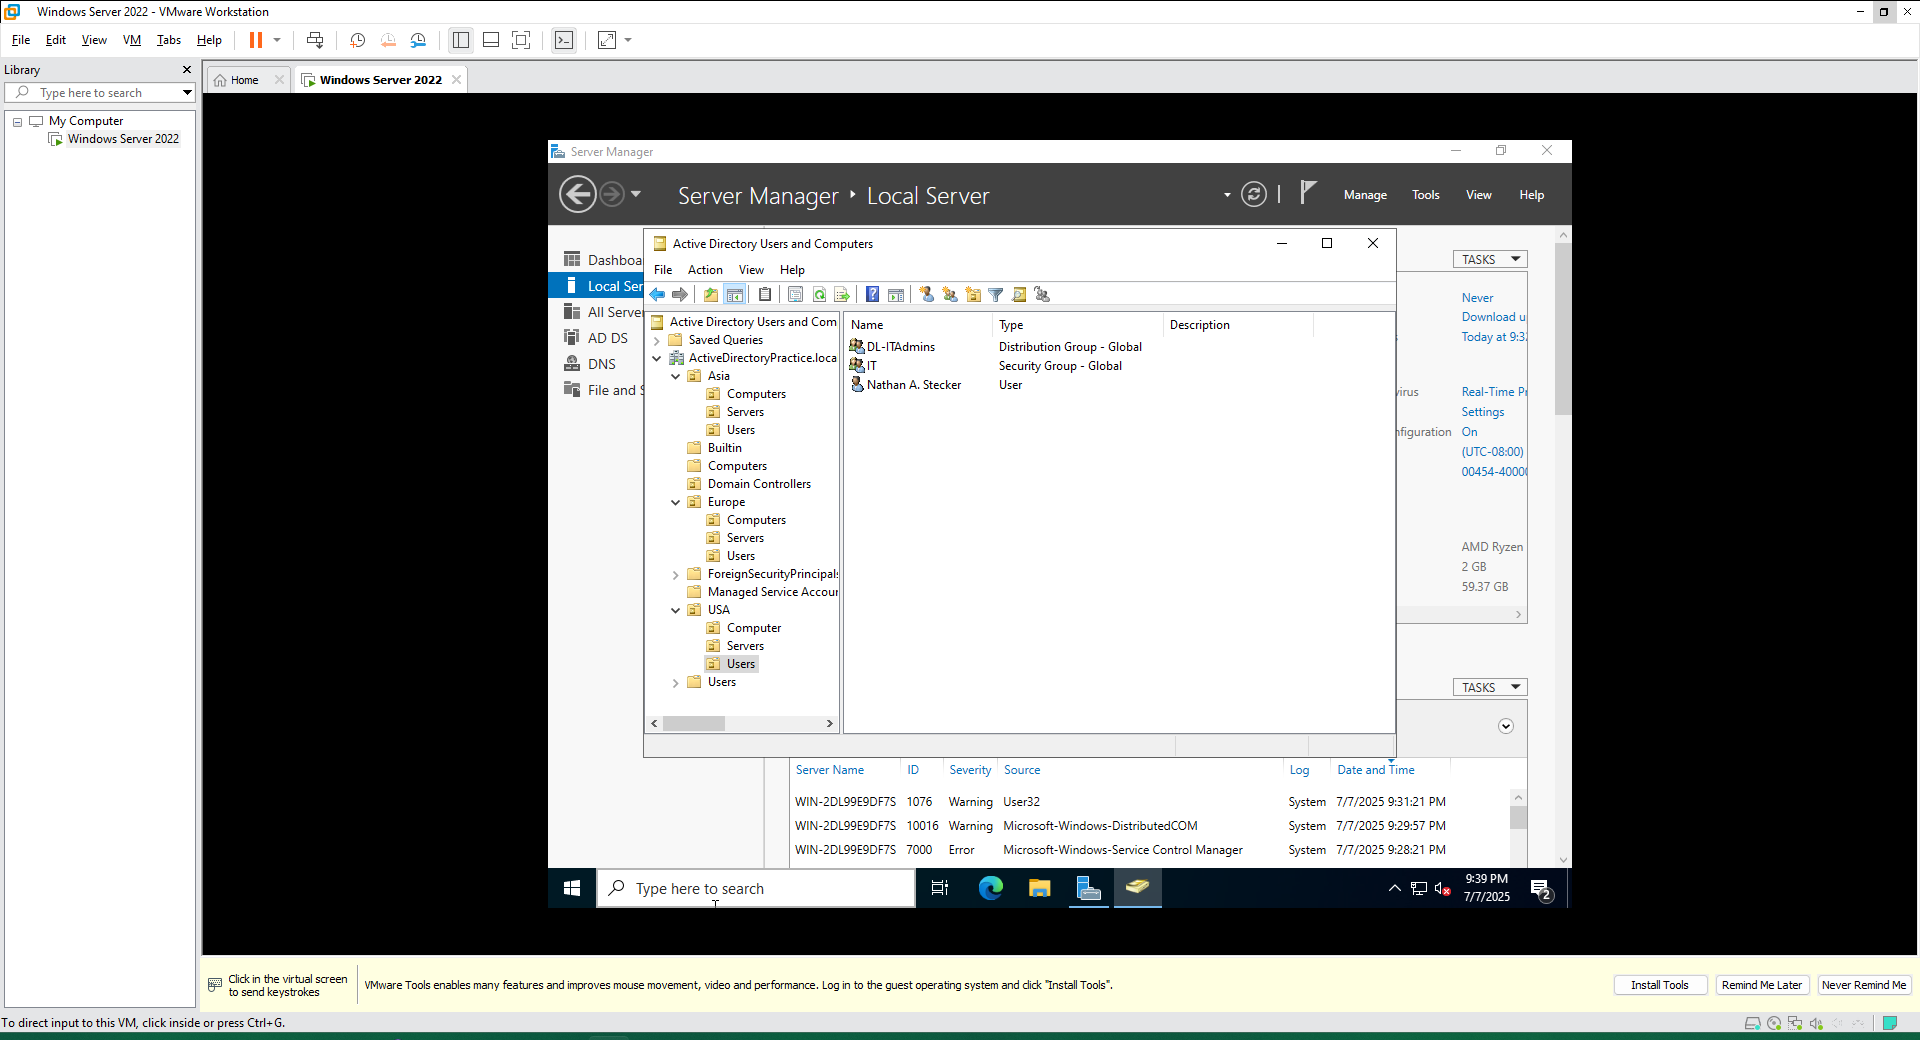 Windows Server 2022 - VMware Workstation
File Edit View VM Tabs Help
Library
Type here to search
My Computer
Windows Server 2022
Home
Windows Server 2022
Server Manager
Server Manager Local Server
Manage Tools View Help
Dashboa
Local Ser
All Serve
AD DS
DNS
File and S
Active Directory Users and Computers
File Action View Help
Active Directory Users and Com
Saved Queries
ActiveDirectoryPractice.loca
Asia
Computers
Servers
Users
Builtin
Computers
Domain Controllers
Europe
Computers
Servers
Users
ForeignSecurityPrincipal
Managed Service Accour
USA
Computer
Servers
Users
Users
Name Type Description
DL-ITAdmins Distribution Group - Global
IT Security Group - Global
Nathan A. Stecker User
TASKS
Never
Download u
Today at 9:3
irus Real-Time Pr
Settings
nfiguration On
(UTC-08:00)
00454-4000
AMD Ryzen
2 GB
59.37 GB
TASKS
Server Name ID Severity Source Log Date and Time
WIN-2DL99E9DF7S 1076 Warning User32 System 7/7/2025 9:31:21 PM
WIN-2DL99E9DF7S 10016 Warning Microsoft-Windows-DistributedCOM System 7/7/2025 9:29:57 PM
WIN-2DL99E9DF7S 7000 Error Microsoft-Windows-Service Control Manager System 7/7/2025 9:28:21 PM
Type here to search
9:39 PM
7/7/2025
2
Click in the virtual screen
to send keystrokes
VMware Tools enables many features and improves mouse movement, video and performance. Log in to the guest operating system and click "Install Tools".
Install Tools Remind Me Later Never Remind Me
To direct input to this VM, click inside or press Ctrl+G.